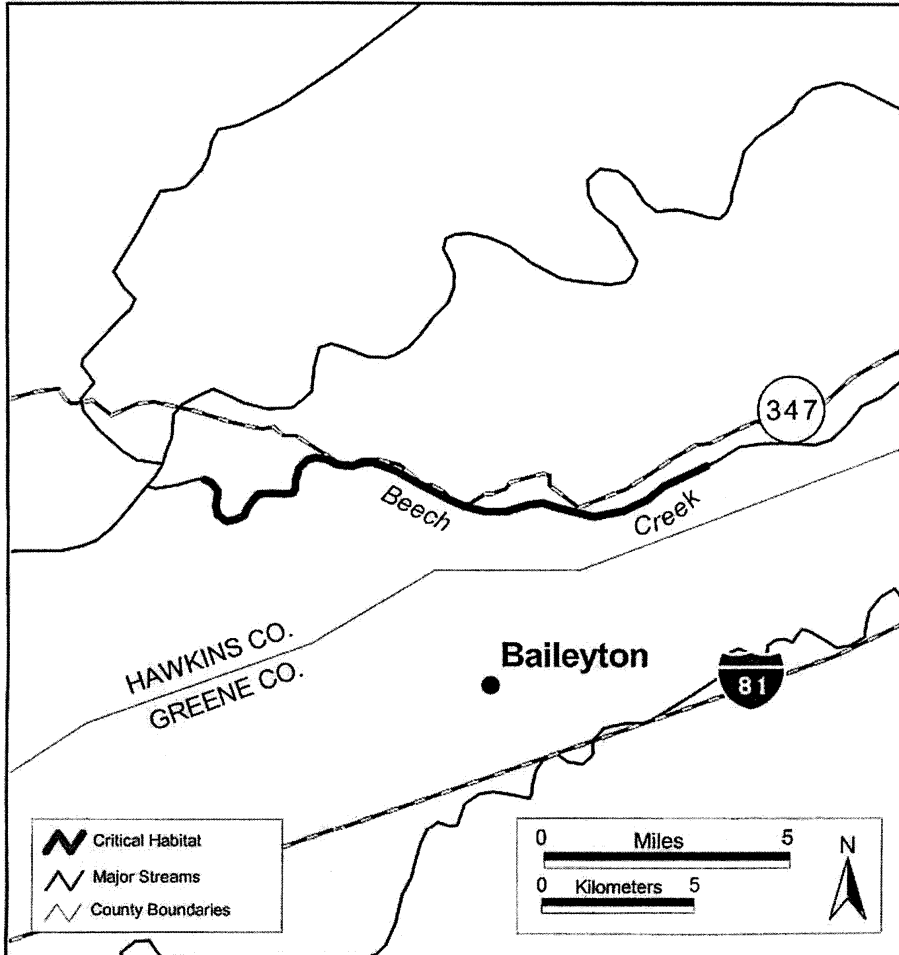 347
Beech Creek
HAWKINS CO.
GREENE CO.
Baileyton
81
Critical Habitat
Major Streams
County Boundaries
0 Miles 5
0 Kilometers 5
N